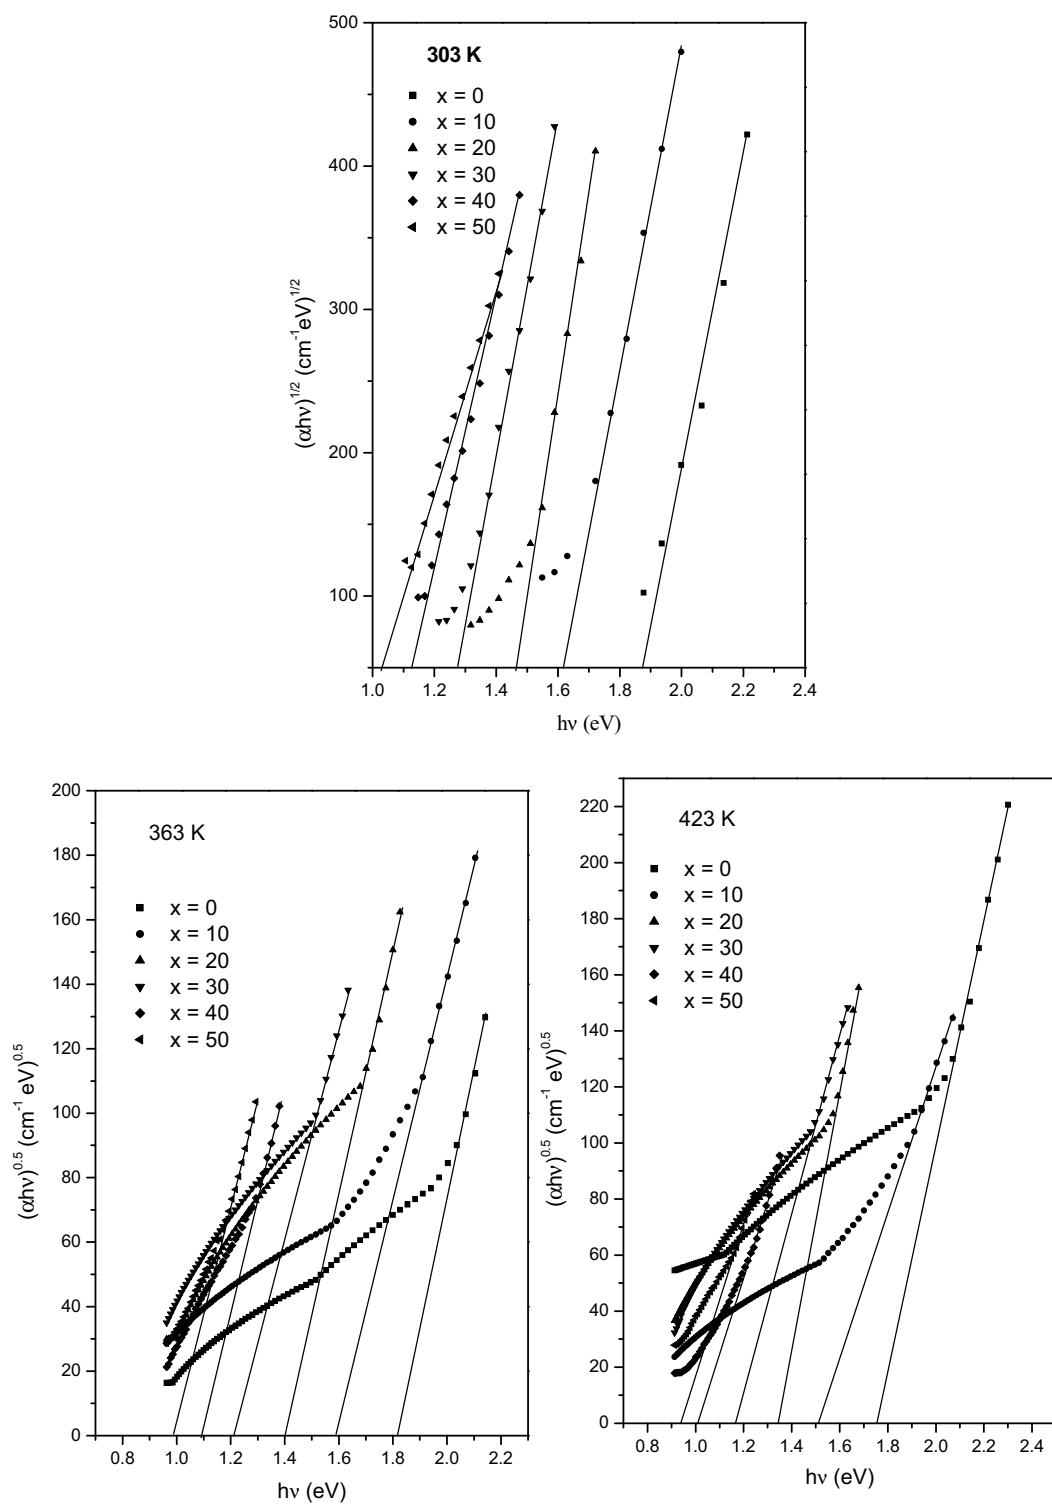 500
400
300
200
100
303 K
x = 0
x = 10
x = 20
x = 30
x = 40
x = 50
(αhν)^1/2 (cm^-1 eV)^1/2
1.0 1.2 1.4 1.6 1.8 2.0 2.2 2.4
hν (eV)
200
180
160
140
120
100
80
60
40
20
0
363 K
x = 0
x = 10
x = 20
x = 30
x = 40
x = 50
(αhν)^0.5 (cm^-1 eV)^0.5
0.8 1.0 1.2 1.4 1.6 1.8 2.0 2.2
hν (eV)
220
200
180
160
140
120
100
80
60
40
20
0
423 K
x = 0
x = 10
x = 20
x = 30
x = 40
x = 50
(αhν)^0.5 (cm^-1 eV)^0.5
0.8 1.0 1.2 1.4 1.6 1.8 2.0 2.2 2.4
hν (eV)